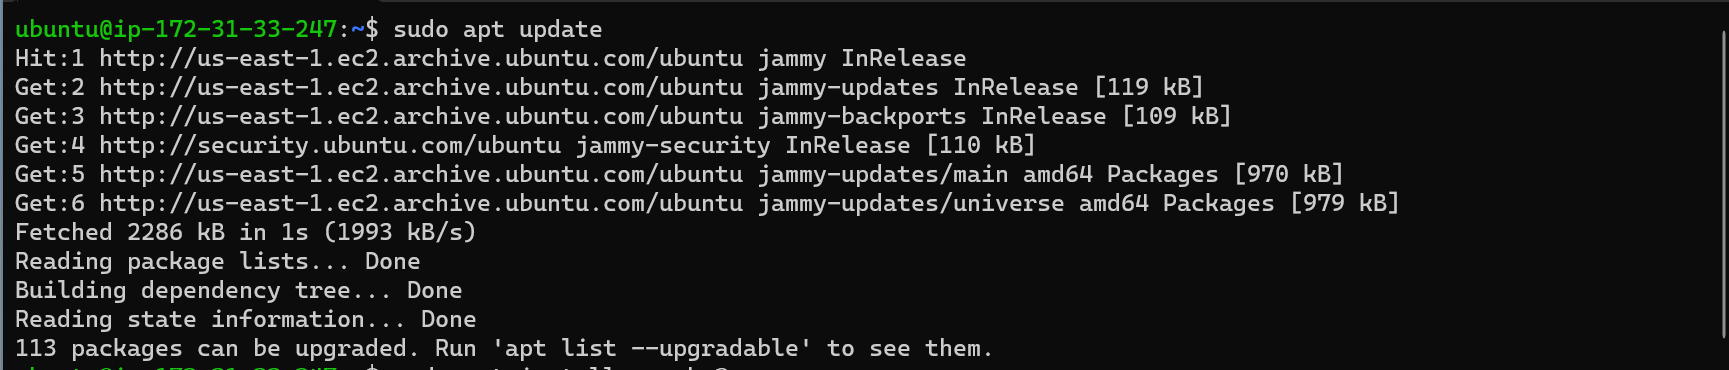 ubuntu@ip-172-31-33-247:~$ sudo apt update
Hit:1 http://us-east-1.ec2.archive.ubuntu.com/ubuntu jammy InRelease
Get:2 http://us-east-1.ec2.archive.ubuntu.com/ubuntu jammy-updates InRelease [119 kB]
Get:3 http://us-east-1.ec2.archive.ubuntu.com/ubuntu jammy-backports InRelease [109 kB]
Get:4 http://security.ubuntu.com/ubuntu jammy-security InRelease [110 kB]
Get:5 http://us-east-1.ec2.archive.ubuntu.com/ubuntu jammy-updates/main amd64 Packages [970 kB]
Get:6 http://us-east-1.ec2.archive.ubuntu.com/ubuntu jammy-updates/universe amd64 Packages [979 kB]
Fetched 2286 kB in 1s (1993 kB/s)
Reading package lists... Done
Building dependency tree... Done
Reading state information... Done
113 packages can be upgraded. Run 'apt list --upgradable' to see them.